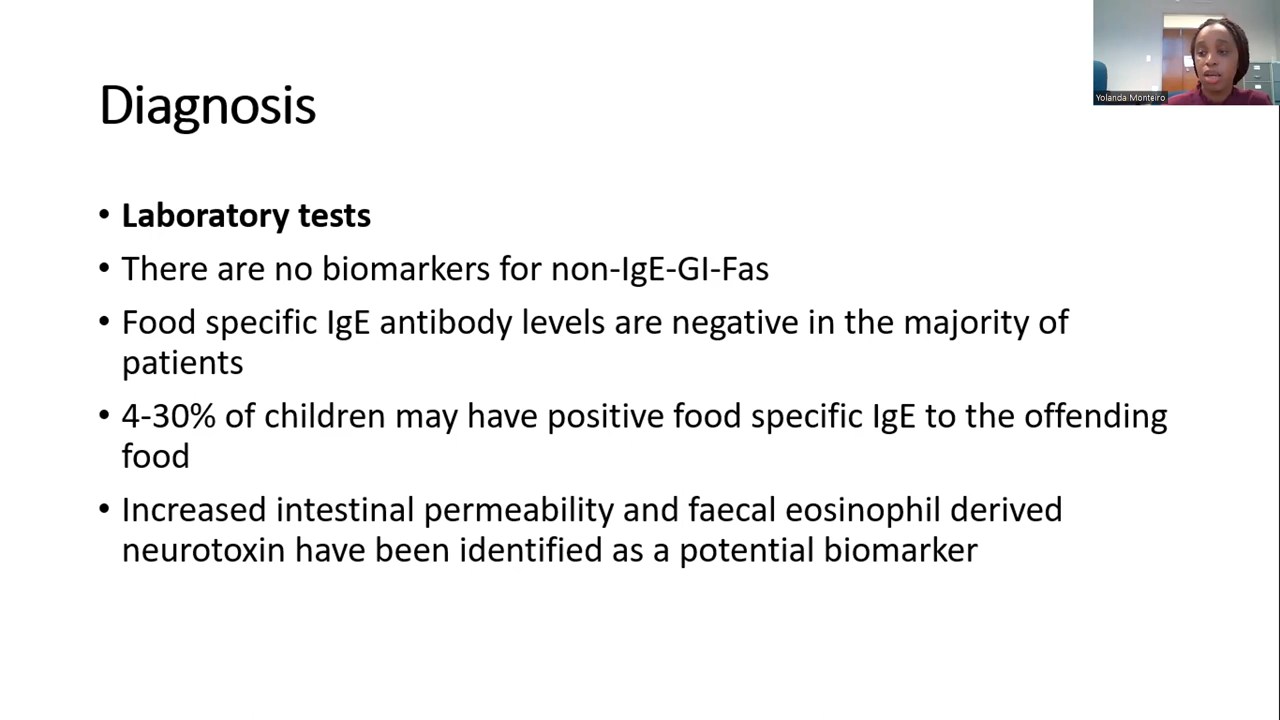 Yolanda Monteiro
Diagnosis
• Laboratory tests
• There are no biomarkers for non-IgE-GI-Fas
• Food specific IgE antibody levels are negative in the majority of
patients
• 4-30% of children may have positive food specific IgE to the offending
food
• Increased intestinal permeability and faecal eosinophil derived
neurotoxin have been identified as a potential biomarker